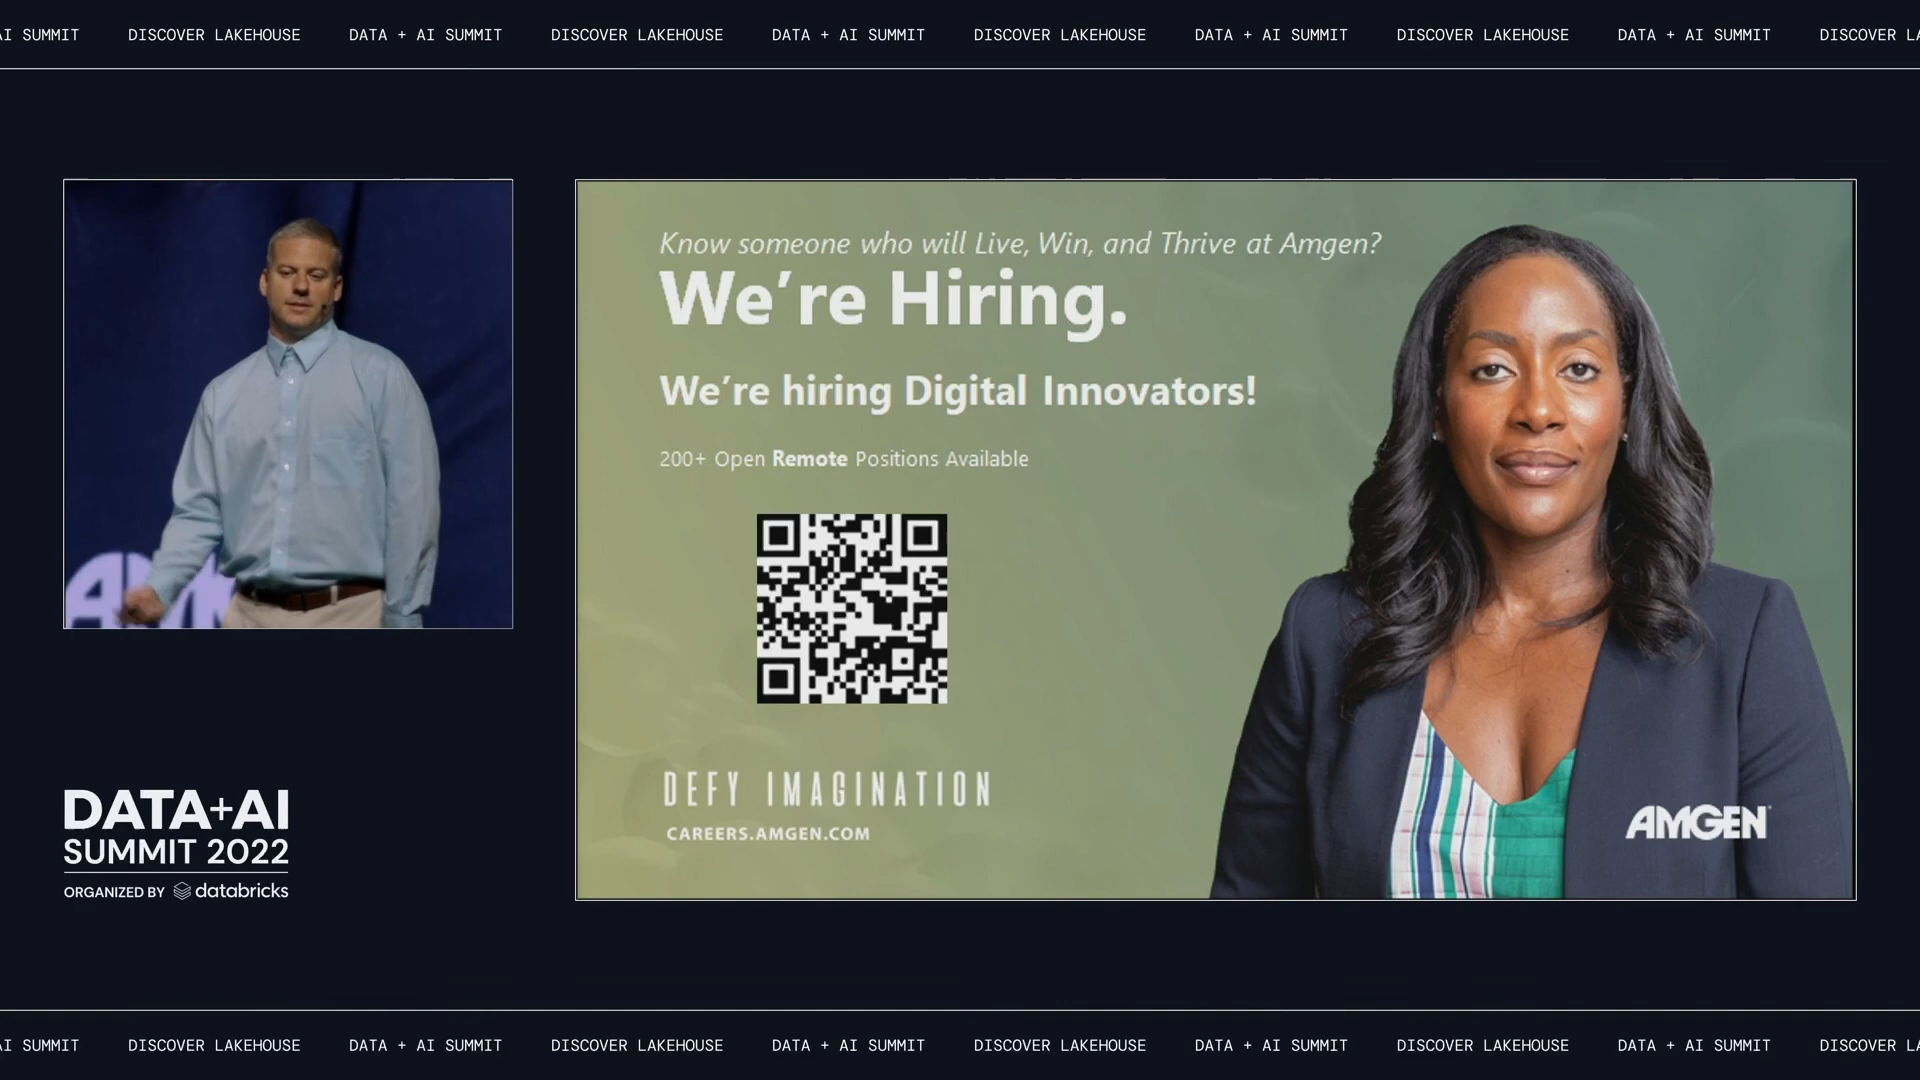 AI SUMMIT DISCOVER LAKEHOUSE DATA + AI SUMMIT DISCOVER LAKEHOUSE DATA + AI SUMMIT DISCOVER LAKEHOUSE DATA + AI SUMMIT DISCOVER LAKEHOUSE DATA + AI SUMMIT DISCOVER LA
Know someone who will Live, Win, and Thrive at Amgen?
We're Hiring.
We're hiring Digital Innovators!
200+ Open Remote Positions Available
DEFY IMAGINATION
CAREERS.AMGEN.COM
AMGEN
DATA+AI
SUMMIT 2022
ORGANIZED BY databricks
AI SUMMIT DISCOVER LAKEHOUSE DATA + AI SUMMIT DISCOVER LAKEHOUSE DATA + AI SUMMIT DISCOVER LAKEHOUSE DATA + AI SUMMIT DISCOVER LAKEHOUSE DATA + AI SUMMIT DISCOVER LA